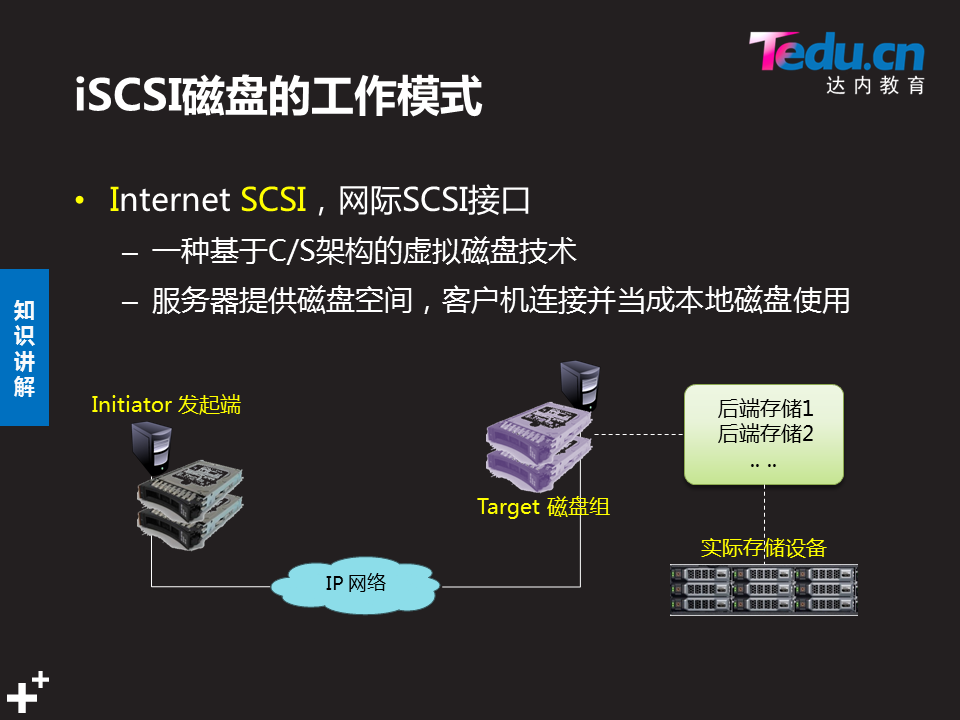 Tedu.cn
达内教育
iSCSI磁盘的工作模式
• Internet SCSI，网际SCSI接口
– 一种基于C/S架构的虚拟磁盘技术
– 服务器提供磁盘空间，客户机连接并当成本地磁盘使用
知识讲解
Initiator 发起端
后端存储1
后端存储2
.. ..
Target 磁盘组
实际存储设备
IP 网络